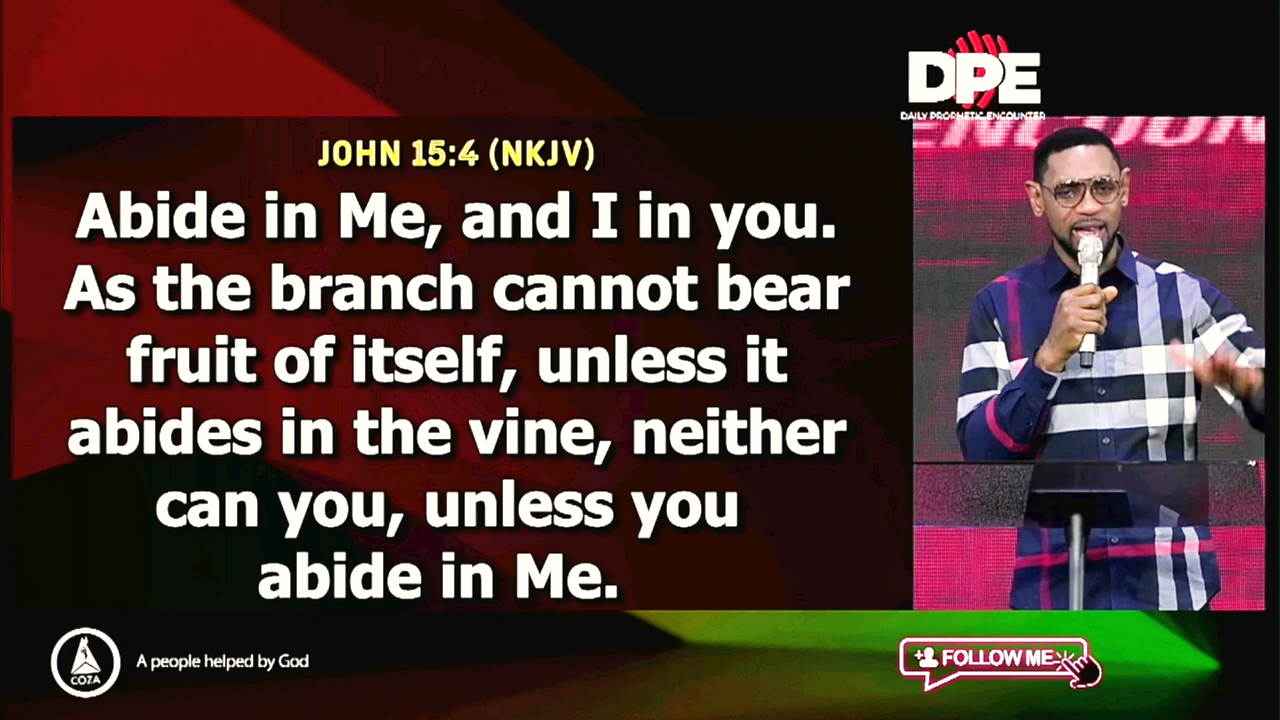 DPE
DAILY PROPHETIC ENCOUNTER
JOHN 15:4 (NKJV)
Abide in Me, and I in you.
As the branch cannot bear
fruit of itself, unless it
abides in the vine, neither
can you, unless you
abide in Me.
COZA
A people helped by God
FOLLOW ME